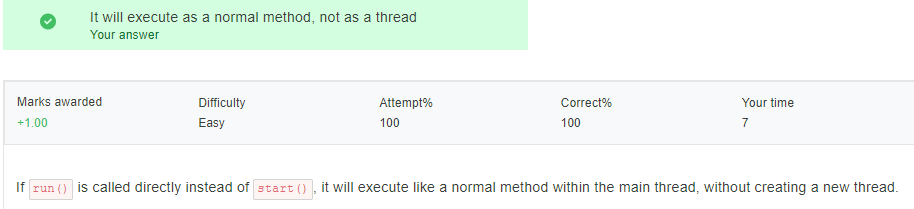 It will execute as a normal method, not as a thread
Your answer
Marks awarded Difficulty Attempt% Correct% Your time
+1.00 Easy 100 100 7
If run() is called directly instead of start(), it will execute like a normal method within the main thread, without creating a new thread.